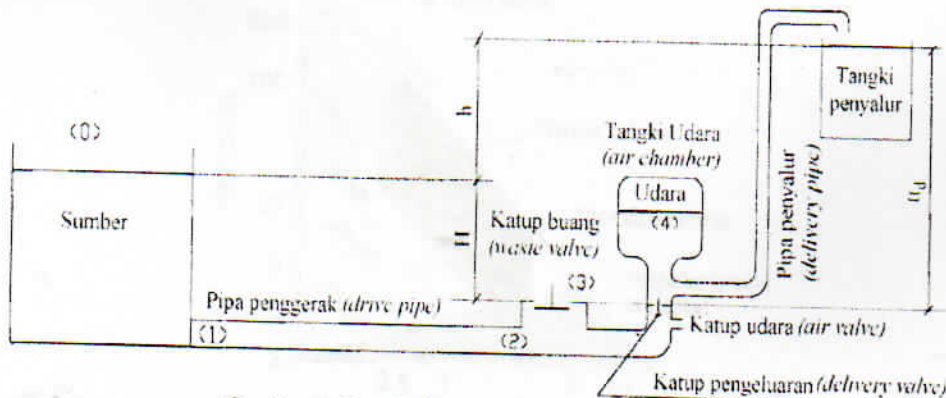 (0)
Sumber
h
H
Pipa penggerak (drive pipe)
(1)
(2)
Katup buang
(waste valve)
(3)
Tangki Udara
(air chamber)
Udara
(4)
Pipa penyalur
(delivery pipe)
Tangki
penyalur
Katup udara (air valve)
Katup pengeluaran (delivery valve)